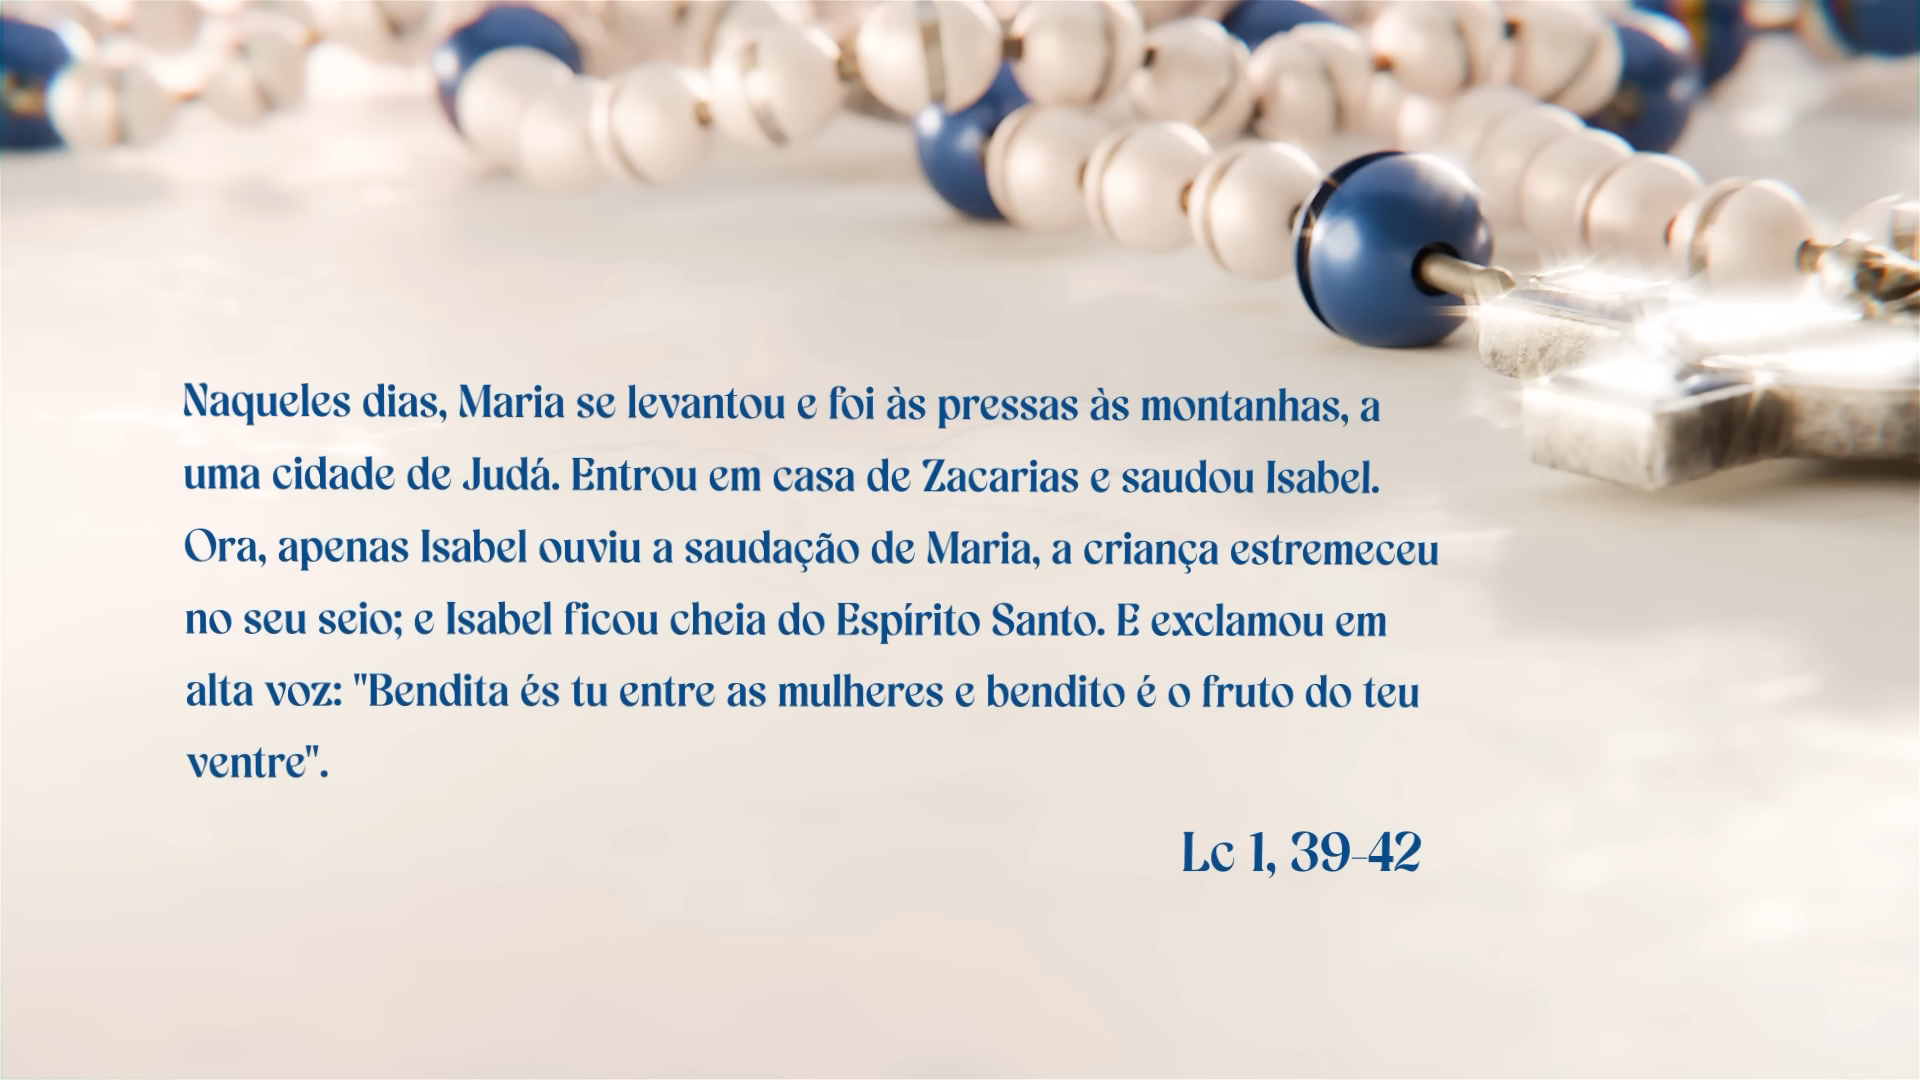 Naqueles dias, Maria se levantou e foi às pressas às montanhas, a
uma cidade de Judá. Entrou em casa de Zacarias e saudou Isabel.
Ora, apenas Isabel ouviu a saudação de Maria, a criança estremeceu
no seu seio; e Isabel ficou cheia do Espírito Santo. E exclamou em
alta voz: "Bendita és tu entre as mulheres e bendito é o fruto do teu
ventre".
Lc 1, 39-42